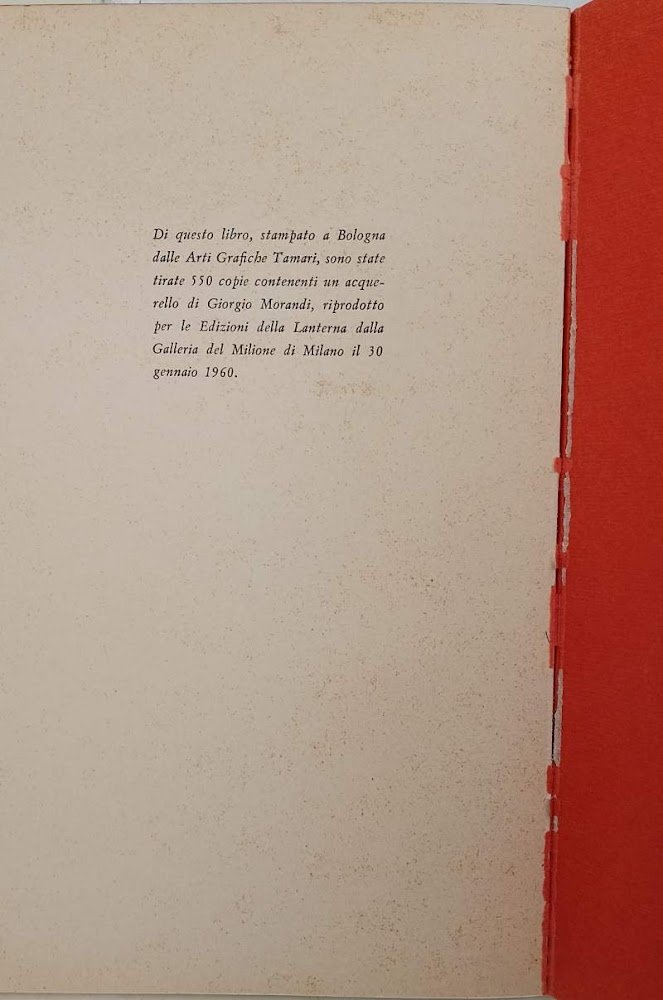 Di questo libro, stampato a Bologna
dalle Arti Grafiche Tamari, sono state
tirate 550 copie contenenti un acque-
rello di Giorgio Morandi, riprodotto
per le Edizioni della Lanterna dalla
Galleria del Milione di Milano il 30
gennaio 1960.